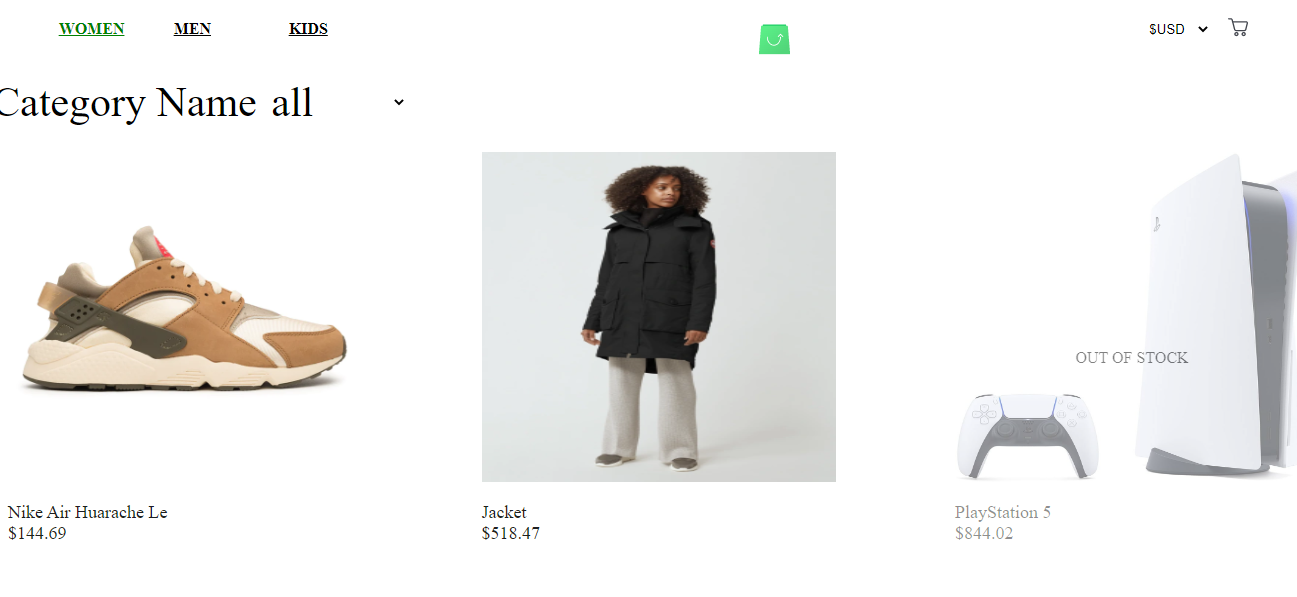 WOMEN MEN KIDS $USD
Category Name all
OUT OF STOCK
Nike Air Huarache Le
$144.69
Jacket
$518.47
PlayStation 5
$844.02